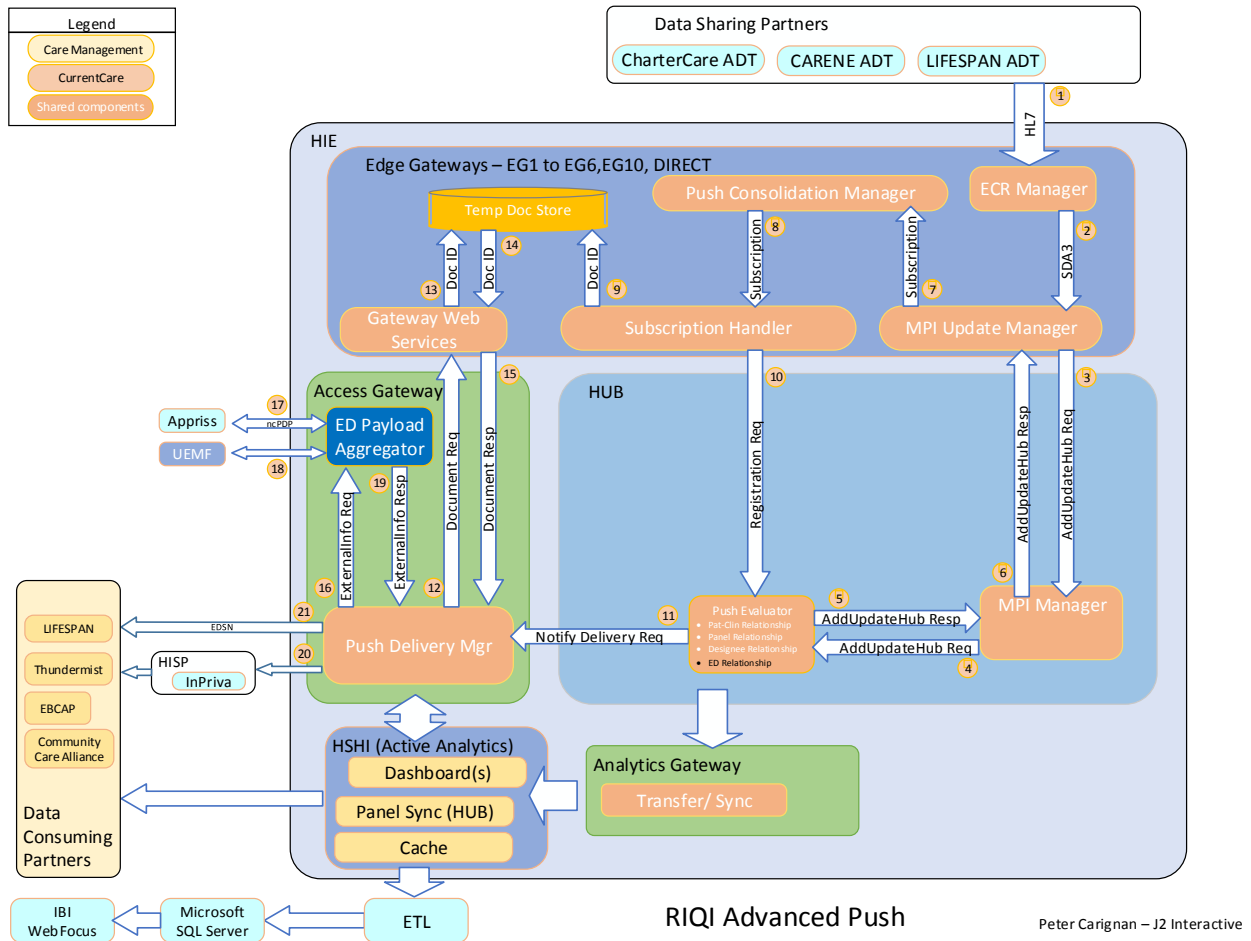 Legend
Care Management
CurrentCare
Shared components
Data Sharing Partners
CharterCare ADT
CARENE ADT
LIFESPAN ADT
1
HL7
HIE
Edge Gateways – EG1 to EG6,EG10, DIRECT
Temp Doc Store
Push Consolidation Manager
ECR Manager
13
Doc ID
Doc ID
14
Doc ID
9
Subscription
8
Subscription
7
SDA3
2
Gateway Web
Services
Subscription Handler
MPI Update Manager
Access Gateway
15
HUB
10
3
17
Appriss
ncPDP
ED Payload
Aggregator
UEMF
18
19
ExternalInfo Req
ExternalInfo Resp
Document Req
Document Resp
Registration Req
AddUpdateHub Resp
AddUpdateHub Req
16
12
6
11
5
Push Delivery Mgr
Notify Delivery Req
Push Evaluator
• Pat-Clin Relationship
• Panel Relationship
• Designee Relationship
• ED Relationship
AddUpdateHub Resp
AddUpdateHub Req
4
MPI Manager
21
EDSN
20
LIFESPAN
Thundermist
EBCAP
Community
Care Alliance
Data
Consuming
Partners
HISP
InPriva
HSHI (Active Analytics)
Dashboard(s)
Panel Sync (HUB)
Cache
Analytics Gateway
Transfer/ Sync
IBI
WebFocus
Microsoft
SQL Server
ETL
RIQI Advanced Push
Peter Carignan – J2 Interactive